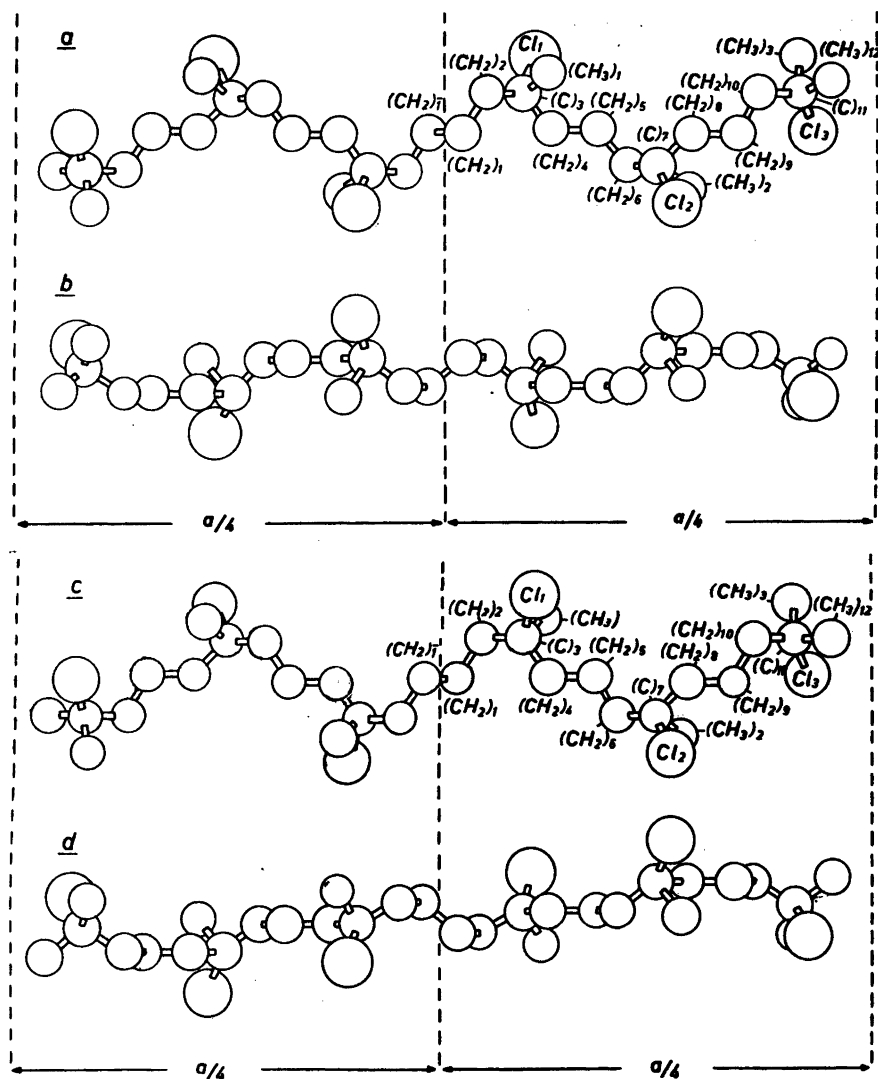 a
Cl1
(CH3)1
(CH2)2
(CH2)1̄
(CH2)1
(C)3
(CH2)4
(CH2)5
(C)7
(CH2)6
Cl2
(CH3)2
(CH2)8
(CH2)9
(CH2)10
(CH3)3
(CH3)12
(C)11
Cl3
b
a/4
a/4
c
Cl1
(CH3)
(CH2)2
(CH2)1̄
(CH2)1
(C)3
(CH2)4
(CH2)5
(C)7
(CH2)6
Cl2
(CH3)2
(CH2)8
(CH2)9
(CH2)10
(CH3)3
(CH3)12
Cl3
d
a/4
a/4